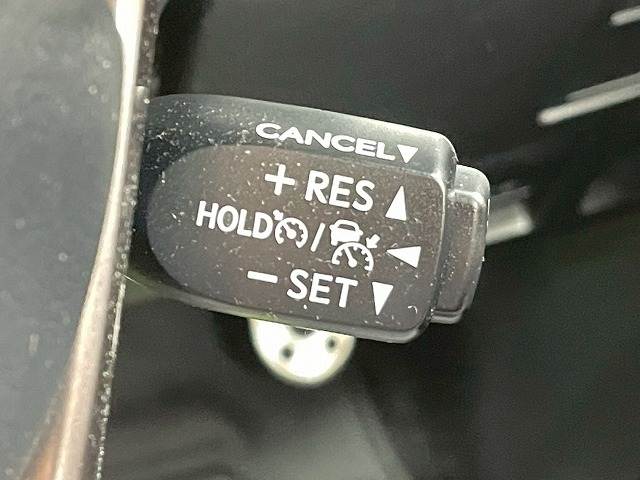 CANCEL▼
+ RES ▲
HOLD / ◀
− SET ▼